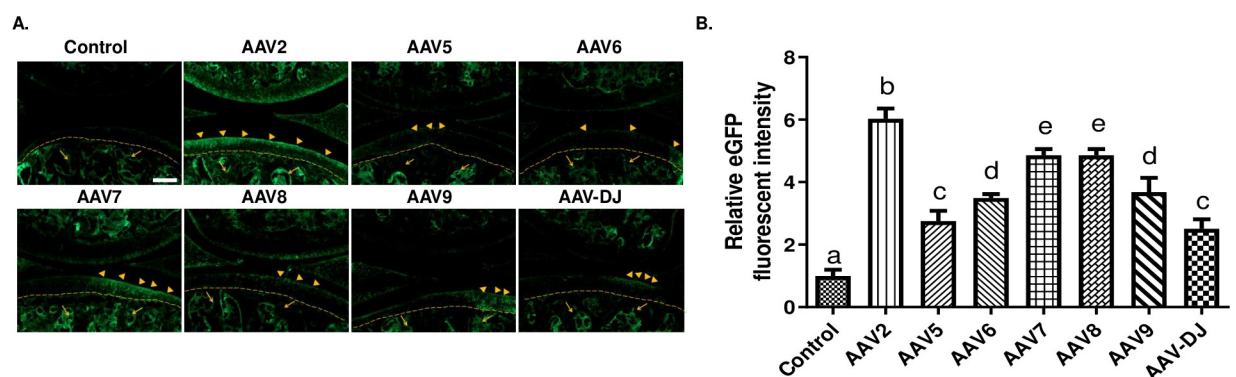 A.
Control AAV2 AAV5 AAV6
AAV7 AAV8 AAV9 AAV-DJ
B.
Relative eGFP
fluorescent intensity
8
6
4
2
0
a b c d e e d c
Control AAV2 AAV5 AAV6 AAV7 AAV8 AAV9 AAV-DJ